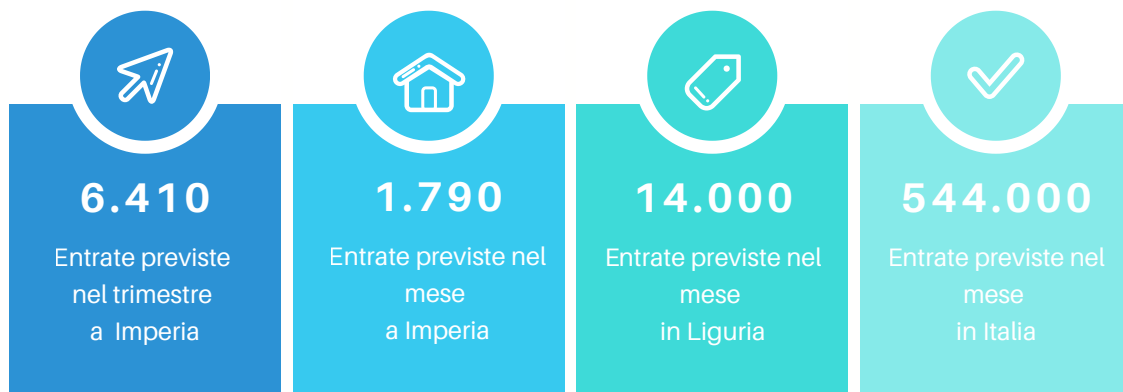 6.410
Entrate previste
nel trimestre
a Imperia
1.790
Entrate previste nel
mese
a Imperia
14.000
Entrate previste nel
mese
in Liguria
544.000
Entrate previste nel
mese
in Italia